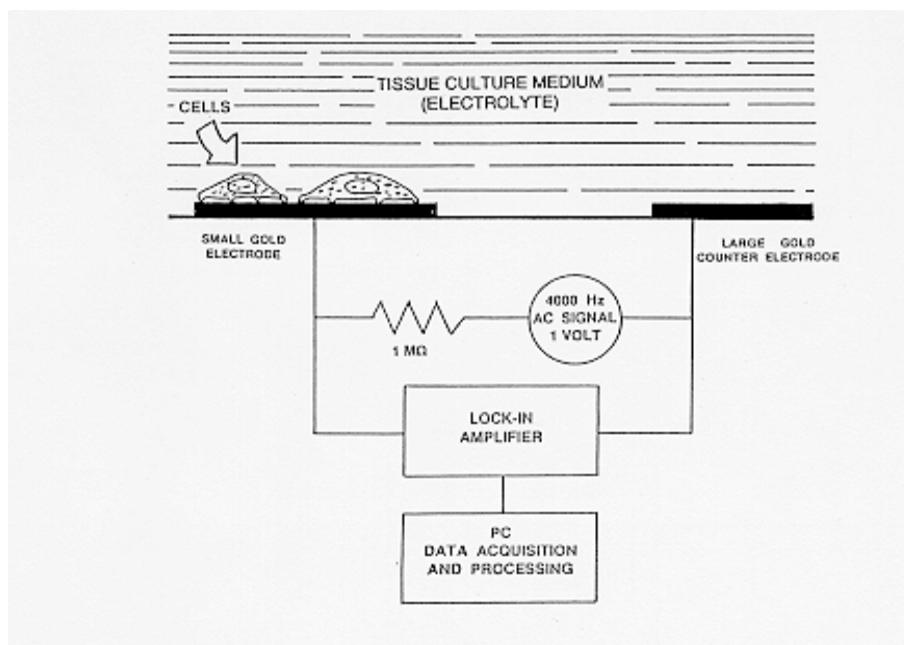 TISSUE CULTURE MEDIUM
(ELECTROLYTE)
CELLS
SMALL GOLD
ELECTRODE
LARGE GOLD
COUNTER ELECTRODE
4000 Hz
AC SIGNAL
1 VOLT
1 MΩ
LOCK-IN
AMPLIFIER
PC
DATA ACQUISITION
AND PROCESSING